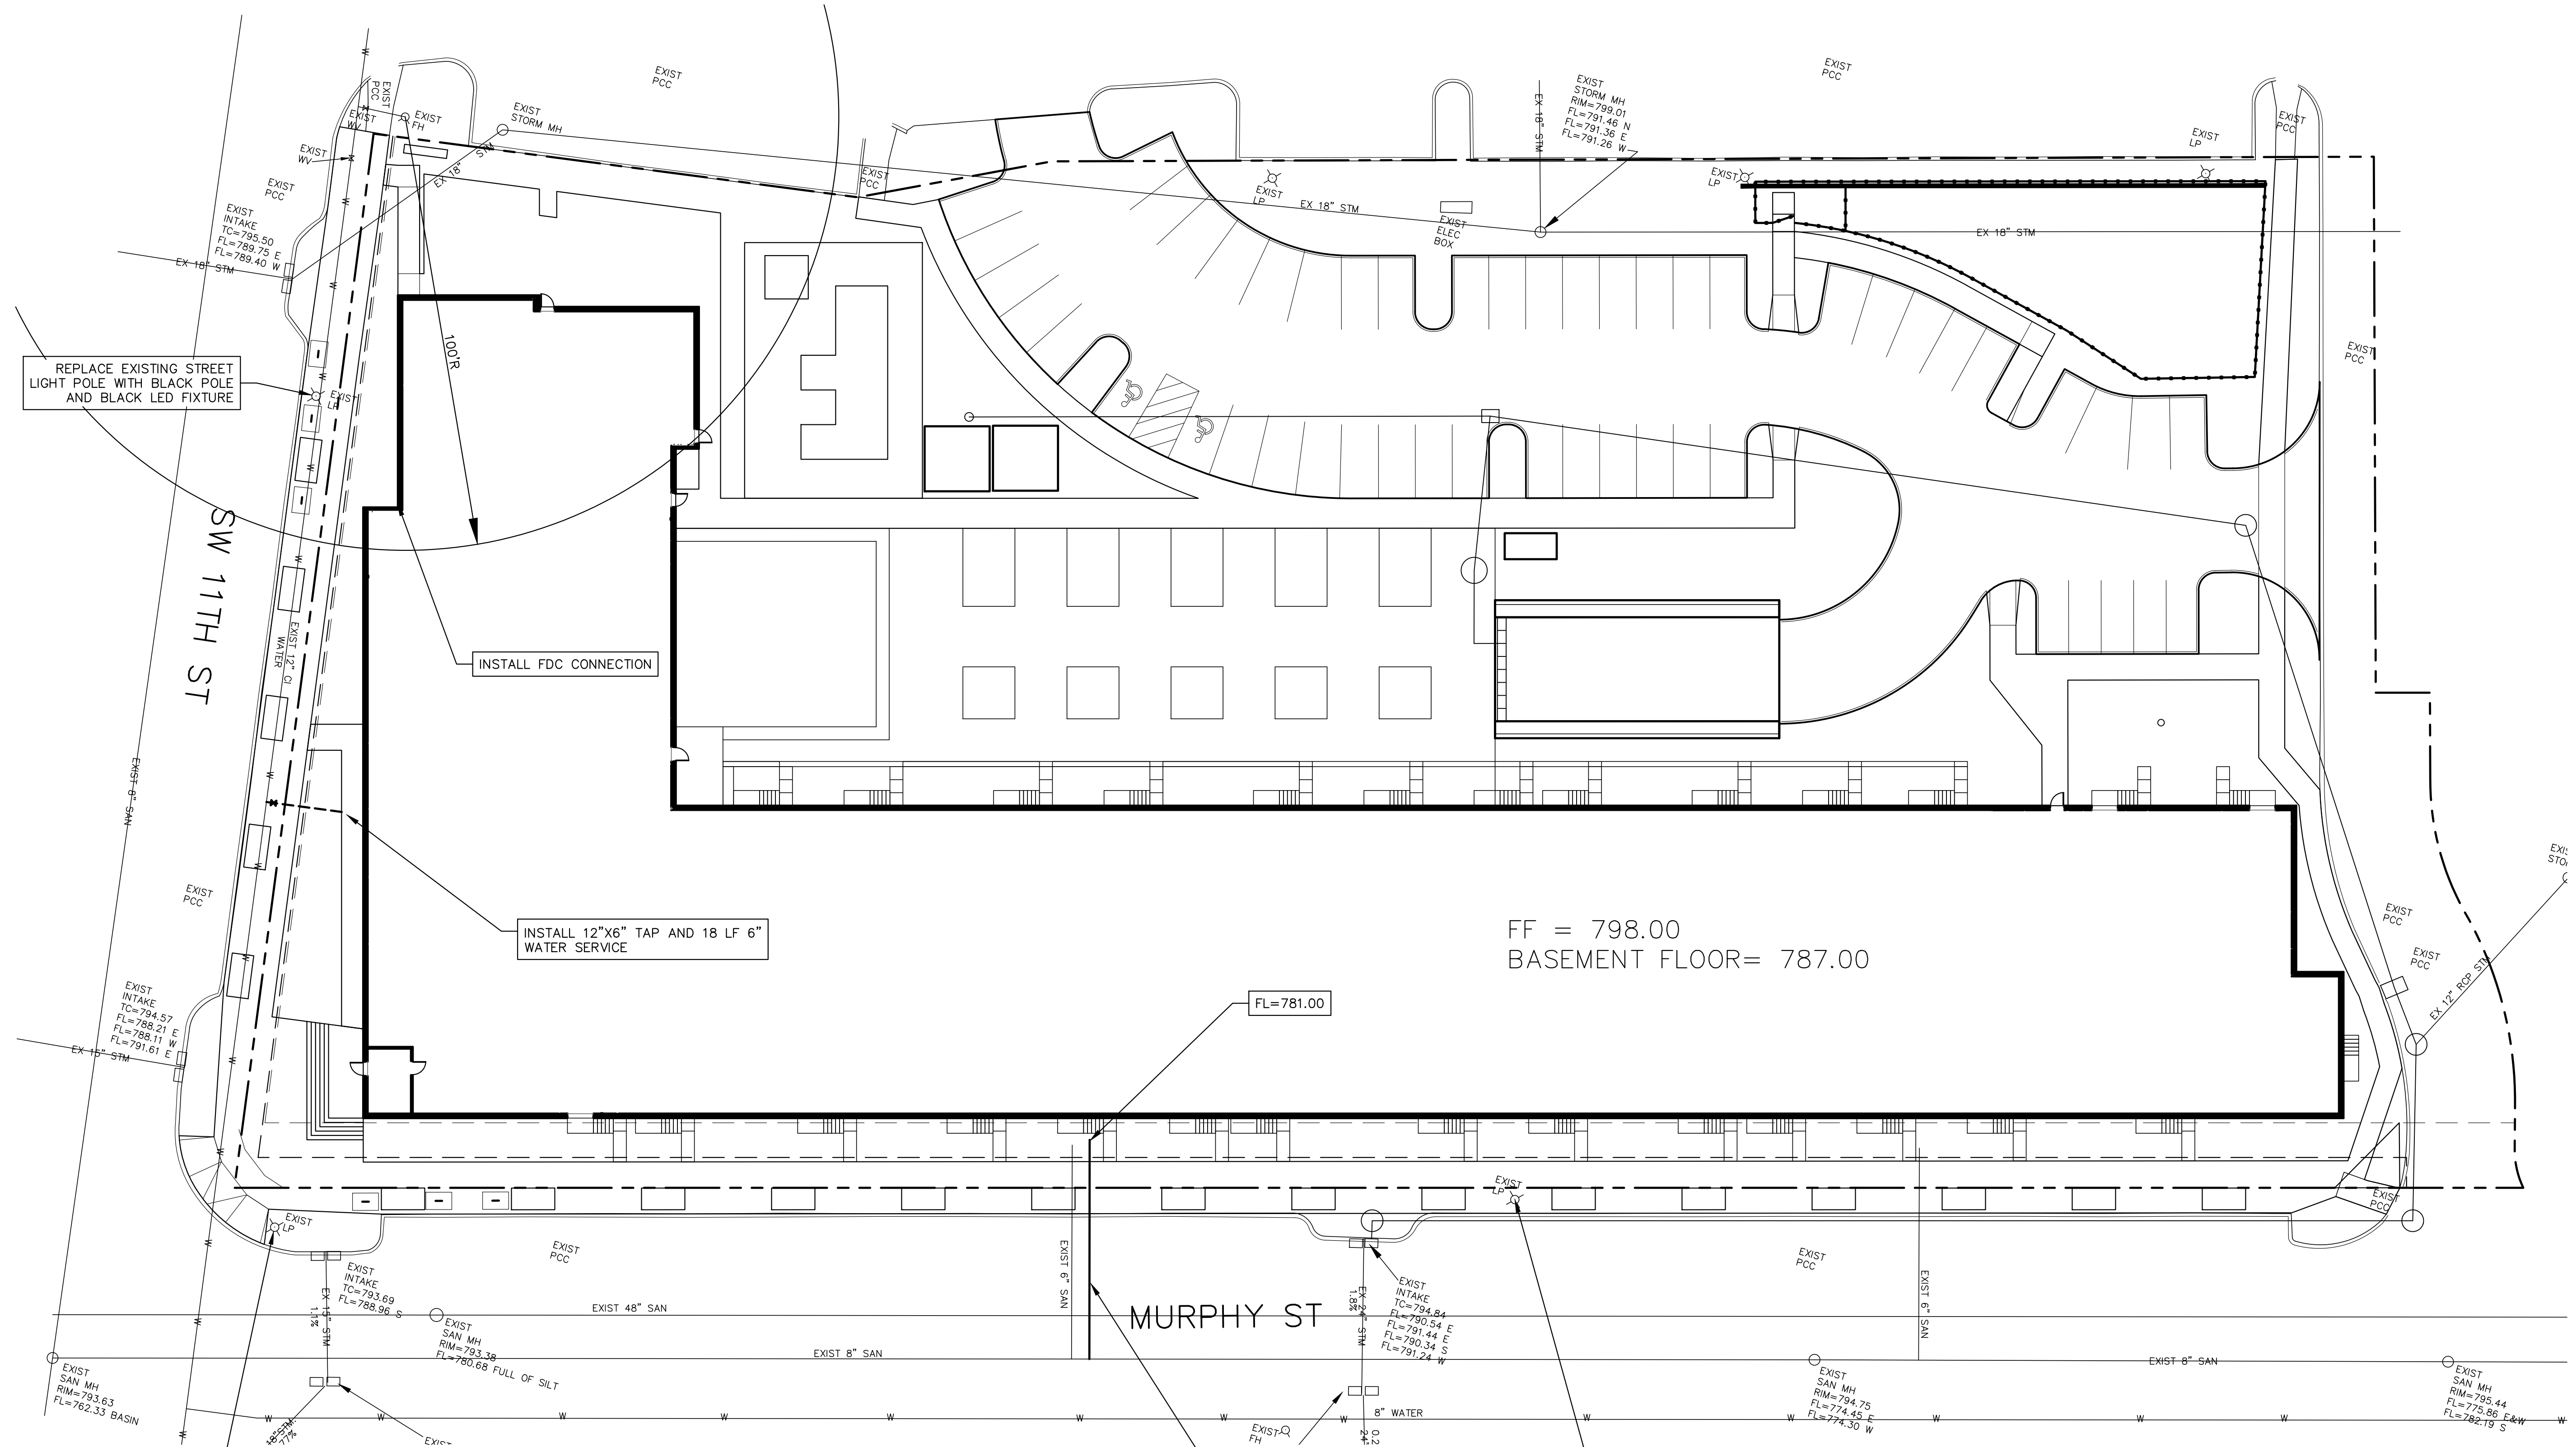 EXIST
PCC
EXIST
PCC
EXIST
WV
EXIST
FH
EXIST
STORM MH
EXIST
WV
EXIST
PCC
EX 18" STM
EXIST
INTAKE
TC=795.50
FL=789.75 E
FL=789.40 W
EX 18" STM
EXIST
PCC
EX 18" STM
EXIST
STORM MH
RIM=799.01
FL=791.46 N
FL=791.36 E
FL=791.26 W
EXIST
PCC
EXIST
PCC
EXIST
LP
EXIST
LP
EXIST
LP
EX 18" STM
EXIST
ELEC
BOX
EX 18" STM
EXIST
PCC
100'R
REPLACE EXISTING STREET
LIGHT POLE WITH BLACK POLE
AND BLACK LED FIXTURE
EXIST
LP
SW 11TH ST
EXIST 12" CI
WATER
INSTALL FDC CONNECTION
EXIST 8" SAN
EXIST
PCC
INSTALL 12"X6" TAP AND 18 LF 6"
WATER SERVICE
FF = 798.00
BASEMENT FLOOR= 787.00
FL=781.00
EXIST
INTAKE
TC=794.57
FL=788.21 E
FL=788.11 W
FL=791.61 E
EX 15" STM
EXIST
PCC
EXIST
PCC
EX 12" RCP STM
EXIST
LP
EXIST
PCC
EXIST
LP
EXIST
PCC
EXIST
PCC
EXIST 6" SAN
EXIST 6" SAN
EXIST
INTAKE
TC=793.69
FL=788.96 S
EX 15" STM
1.1%
EXIST 48" SAN
EXIST
SAN MH
RIM=793.38
FL=780.68 FULL OF SILT
MURPHY ST
EX 24" STM
1.8%
EXIST
INTAKE
TC=794.84
FL=790.54 E
FL=791.44 E
FL=790.34 S
FL=791.24 W
EXIST 8" SAN
EXIST 8" SAN
EXIST
SAN MH
RIM=793.63
FL=762.33 BASIN
EXIST
SAN MH
RIM=794.75
FL=774.45 E
FL=774.30 W
EXIST
SAN MH
RIM=795.44
FL=775.86 E&W
FL=782.19 S
8" WATER
EXIST
FH